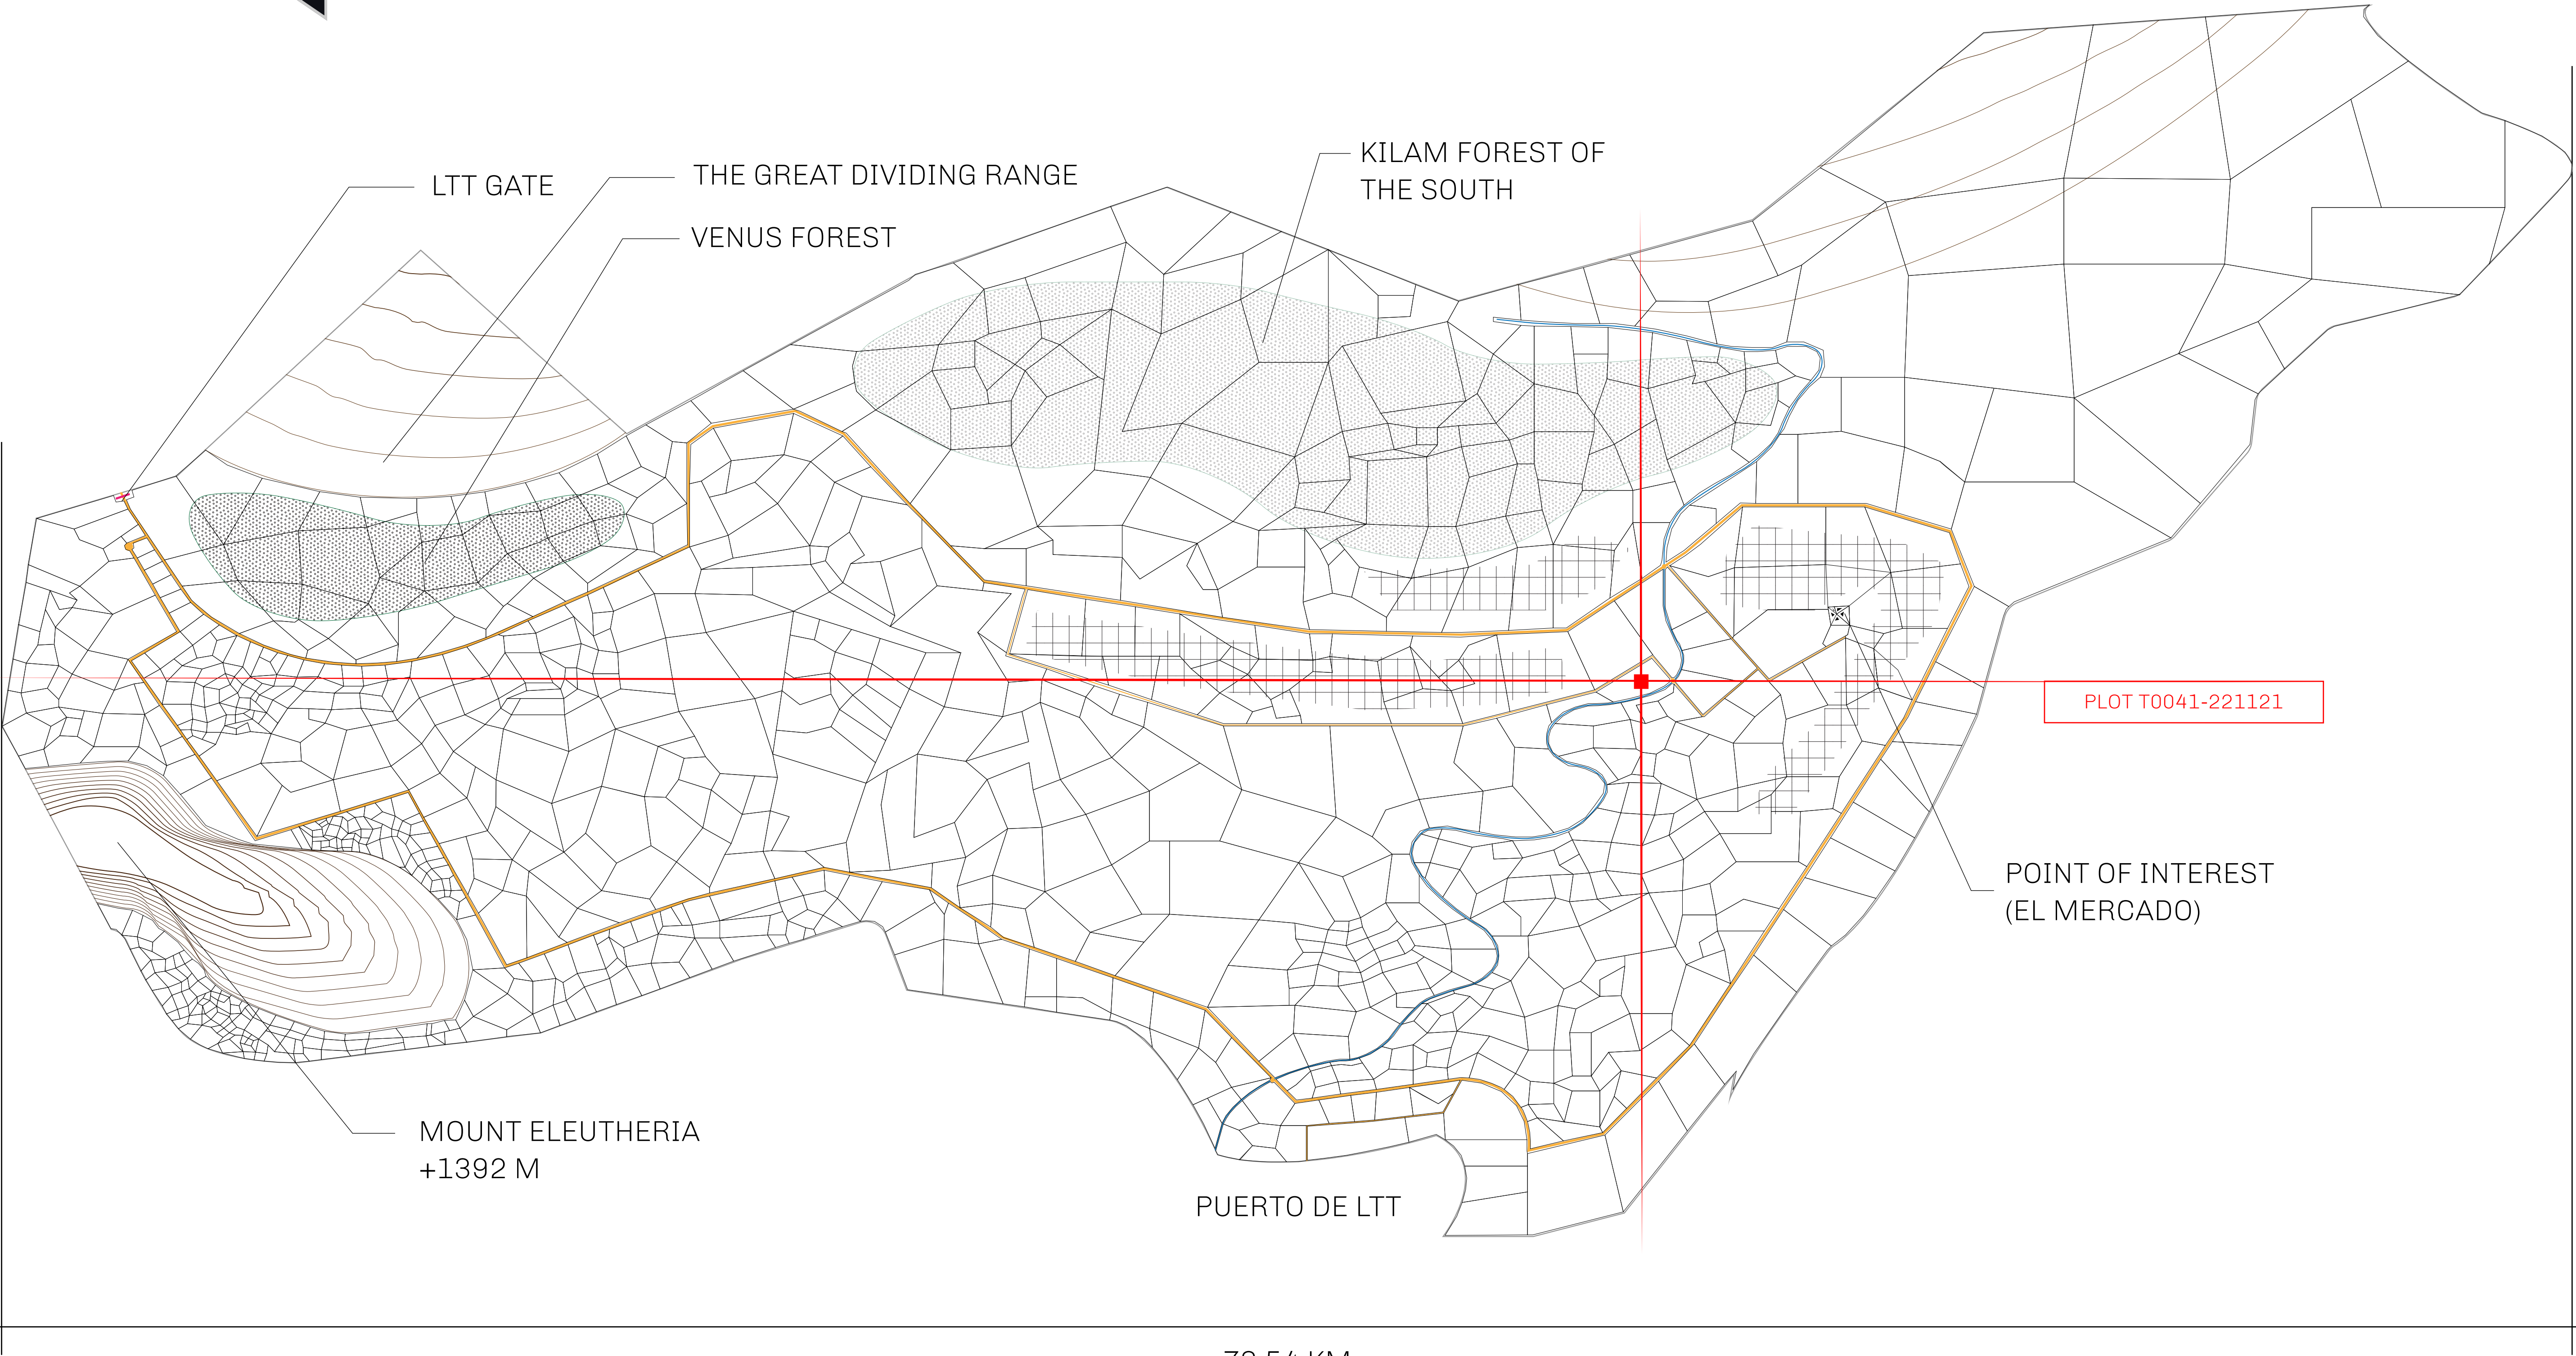 KILAM FOREST OF
THE SOUTH
THE GREAT DIVIDING RANGE
LTT GATE
VENUS FOREST
PLOT T0041-221121
POINT OF INTEREST
(EL MERCADO)
MOUNT ELEUTHERIA
+1392 M
PUERTO DE LTT
KM